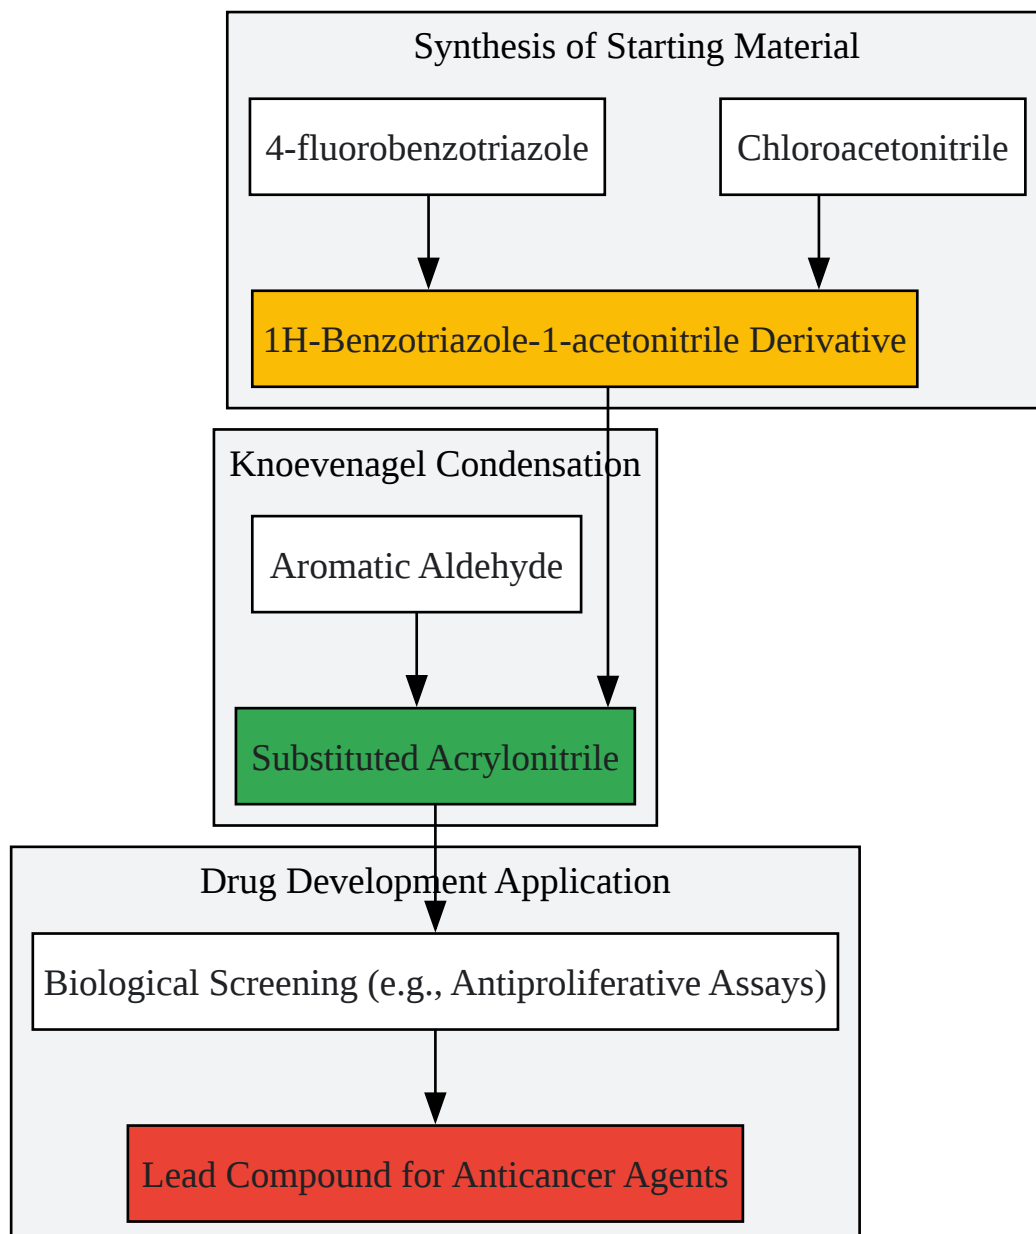 Synthesis of Starting Material
4-fluorobenzotriazole
Chloroacetonitrile
1H-Benzotriazole-1-acetonitrile Derivative
Knoevenagel Condensation
Aromatic Aldehyde
Substituted Acrylonitrile
Drug Development Application
Biological Screening (e.g., Antiproliferative Assays)
Lead Compound for Anticancer Agents